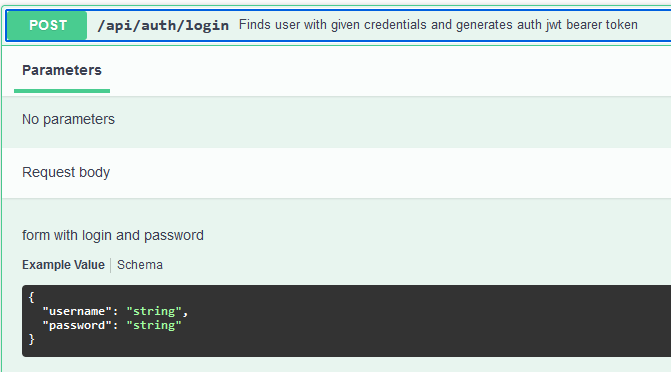 POST /api/auth/login Finds user with given credentials and generates auth jwt bearer token
Parameters
No parameters
Request body
form with login and password
Example Value Schema
{
"username": "string",
"password": "string"
}